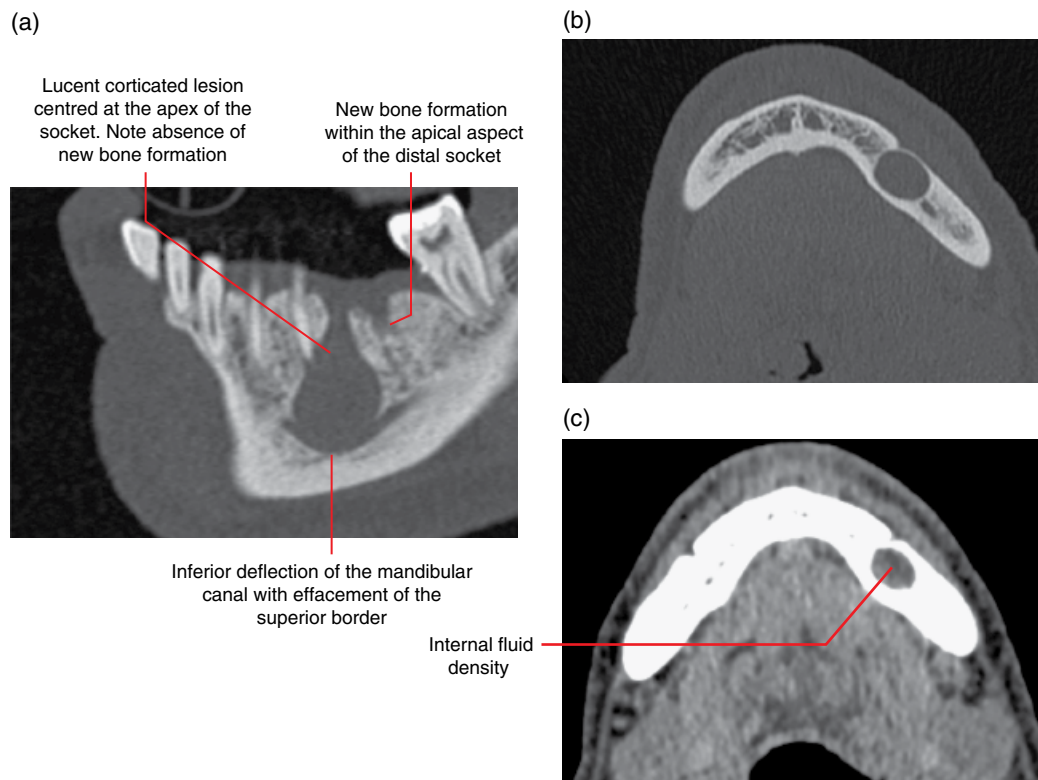 (a)
Lucent corticated lesion
centred at the apex of the
socket. Note absence of
new bone formation
New bone formation
within the apical aspect
of the distal socket
Inferior deflection of the mandibular
canal with effacement of the
superior border
(b)
(c)
Internal fluid
density